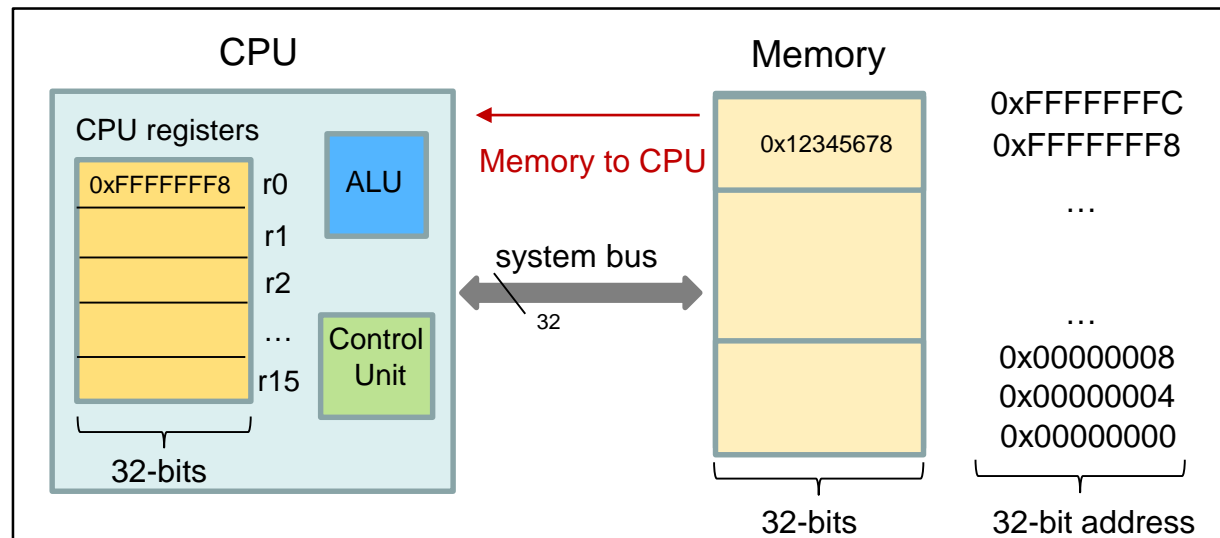 CPU
CPU registers
0xFFFFFFF8
r0
r1
r2
…
r15
32-bits
ALU
Control
Unit
Memory to CPU
system bus
32
Memory
0x12345678
32-bits
0xFFFFFFFC
0xFFFFFFF8
…
…
0x00000008
0x00000004
0x00000000
32-bit address